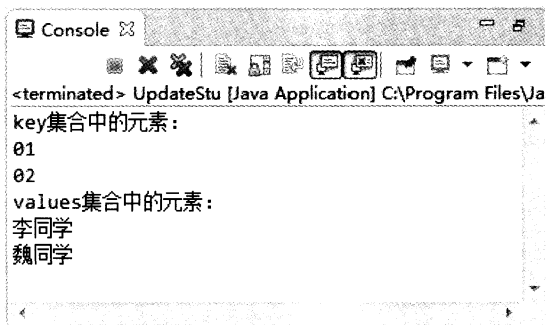 Console
<terminated> UpdateStu [Java Application] C:\Program Files\Ja
key集合中的元素:
01
02
values集合中的元素:
李同学
魏同学